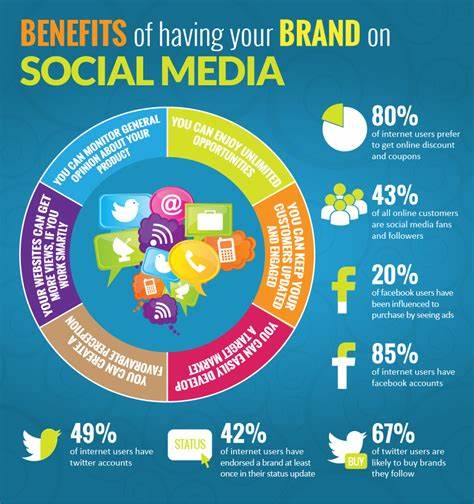 BENEFITS of having your BRAND on
SOCIAL MEDIA
YOU CAN MONITOR GENERAL
OPINION ABOUT YOUR
PRODUCT
YOU CAN ENJOY UNLIMITED
OPPORTUNITIES
YOU CAN KEEP YOUR
CUSTOMERS UPDATED
AND ENGAGED
YOU CAN EASILY DEVELOP
A TARGET MARKET
YOU CAN CREATE A
FAVORAVBLE PERCEPTION
YOUR WEBSITES CAN GET
MORE VIEWS, IF YOU
WORK SMARTLY
80%
of internet users prefer
to get online discount
and coupons
43%
of all online customers
are social media fans
and followers
20%
of facebook users have
been influenced to
purchase by seeing ads
85%
of internet users have
facebook accounts
49%
of internet users have
twitter accounts
STATUS
42%
of internet users have
endorsed a brand at least
once in their status update
BUY
67%
of twitter users are
likely to buy brands
they follow